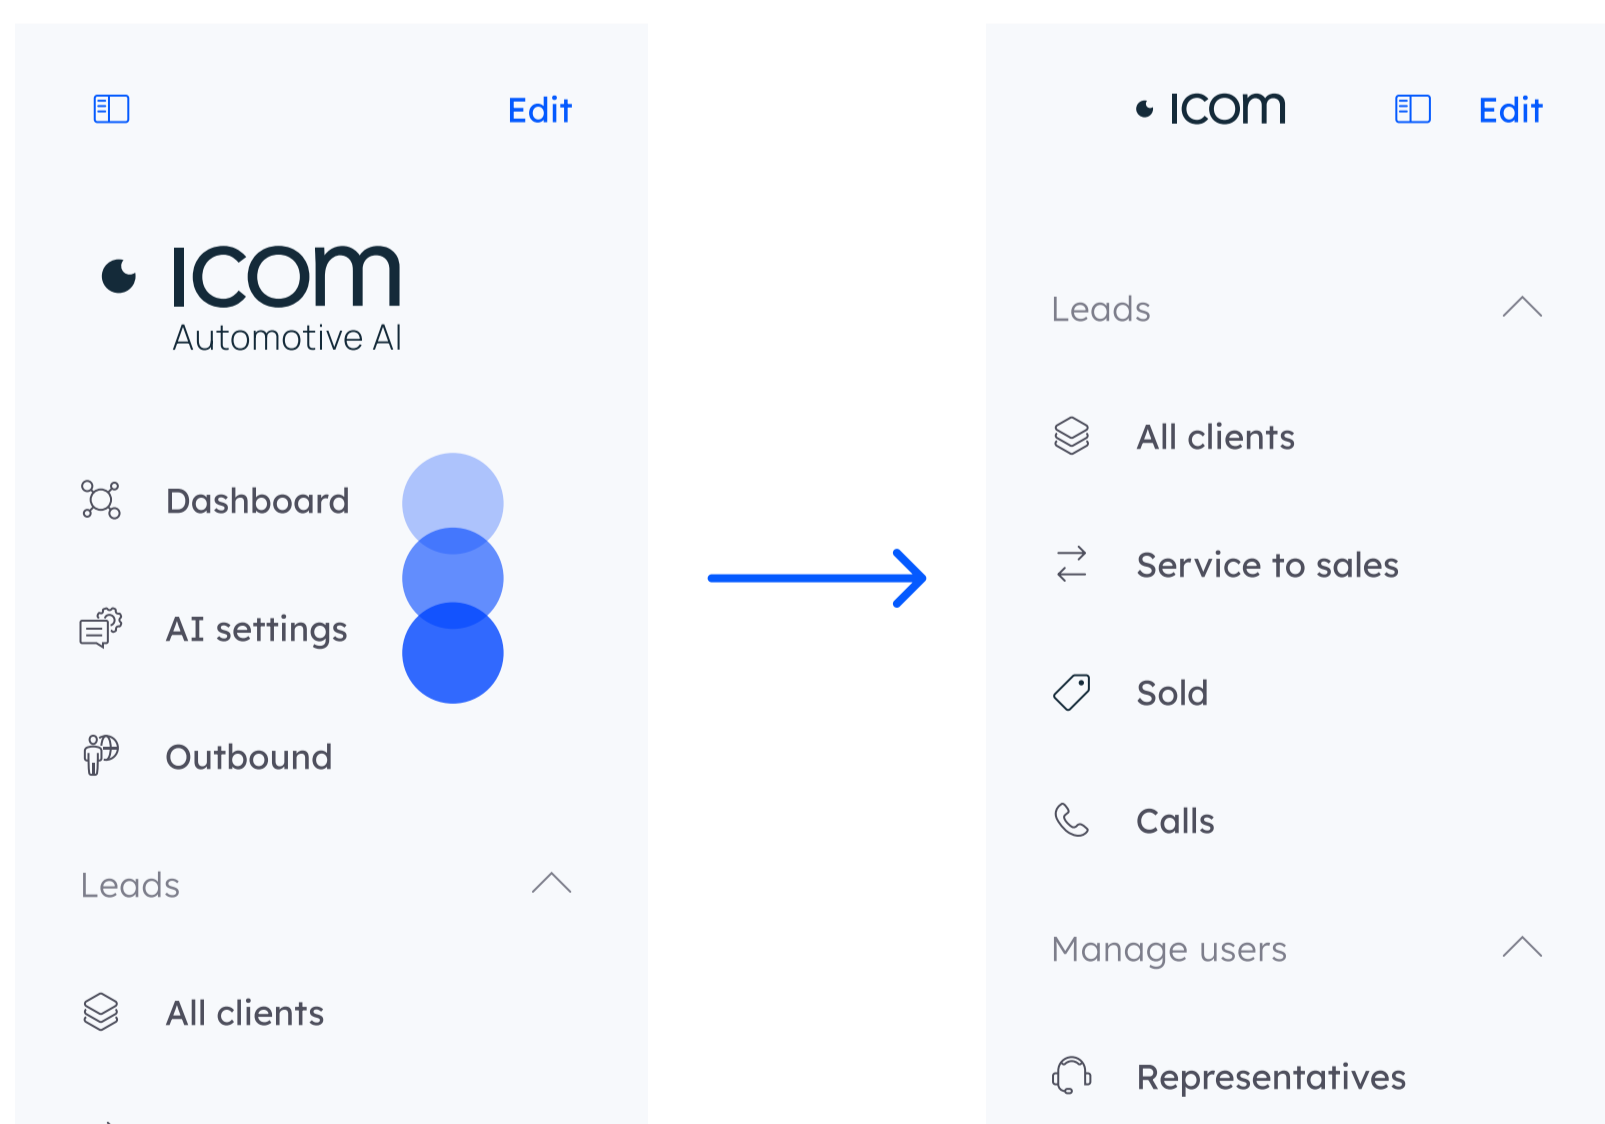 Edit
ICOM
Automotive AI
Dashboard
AI settings
Outbound
Leads
All clients
ICOM
Edit
Leads
All clients
Service to sales
Sold
Calls
Manage users
Representatives